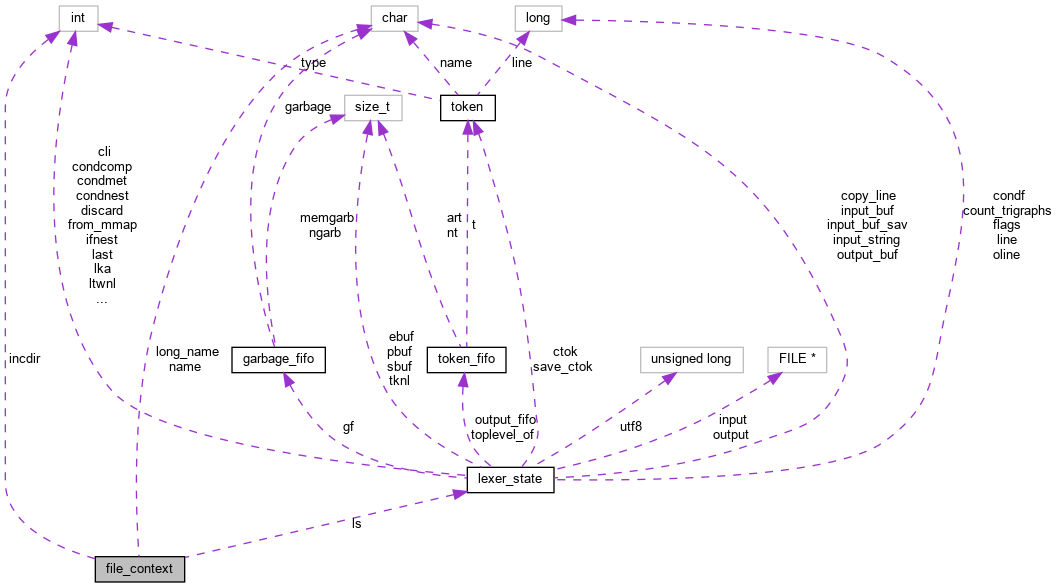 int
char
long
type
name
line
garbage
size_t
token
cli
condcomp
condmet
condnest
discard
from_mmap
ifnest
last
lka
ltwnl
...
memgarb
ngarb
art
nt
t
copy_line
input_buf
input_buf_sav
input_string
output_buf
condf
count_trigraphs
flags
line
oline
incdir
long_name
name
garbage_fifo
ebuf
pbuf
sbuf
tknl
token_fifo
ctok
save_ctok
unsigned long
FILE *
gf
output_fifo
toplevel_of
utf8
input
output
lexer_state
ls
file_context